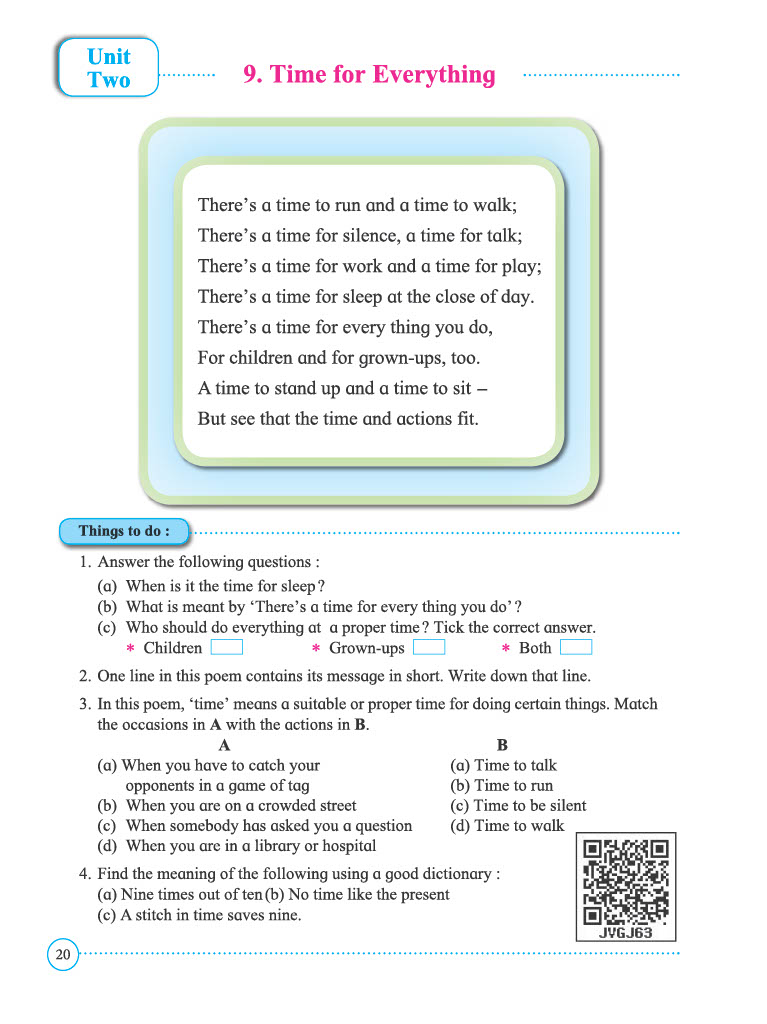 Unit
Two
9. Time for Everything
There's a time to run and a time to walk;
There's a time for silence, a time for talk;
There's a time for work and a time for play;
There's a time for sleep at the close of day.
There's a time for every thing you do,
For children and for grown-ups, too.
A time to stand up and a time to sit –
But see that the time and actions fit.
Things to do :
1. Answer the following questions :
(a) When is it the time for sleep?
(b) What is meant by 'There's a time for every thing you do'?
(c) Who should do everything at a proper time? Tick the correct answer.
* Children * Grown-ups * Both
2. One line in this poem contains its message in short. Write down that line.
3. In this poem, 'time' means a suitable or proper time for doing certain things. Match
the occasions in A with the actions in B.
A B
(a) When you have to catch your (a) Time to talk
opponents in a game of tag (b) Time to run
(b) When you are on a crowded street (c) Time to be silent
(c) When somebody has asked you a question (d) Time to walk
(d) When you are in a library or hospital
4. Find the meaning of the following using a good dictionary :
(a) Nine times out of ten (b) No time like the present
(c) A stitch in time saves nine.
JVGJ63
20